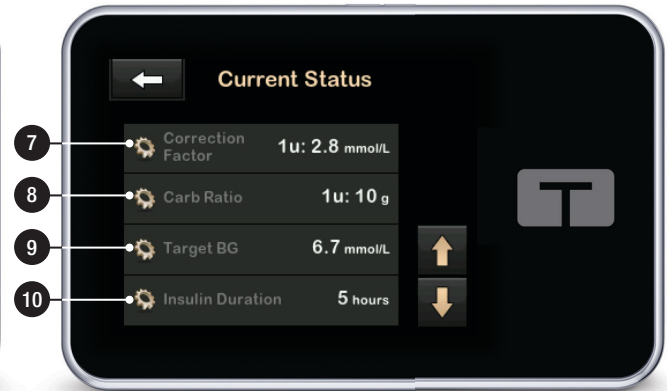 Current Status
7
Correction
Factor
1u: 2.8 mmol/L
8
Carb Ratio
1u: 10 g
9
Target BG
6.7 mmol/L
10
Insulin Duration
5 hours